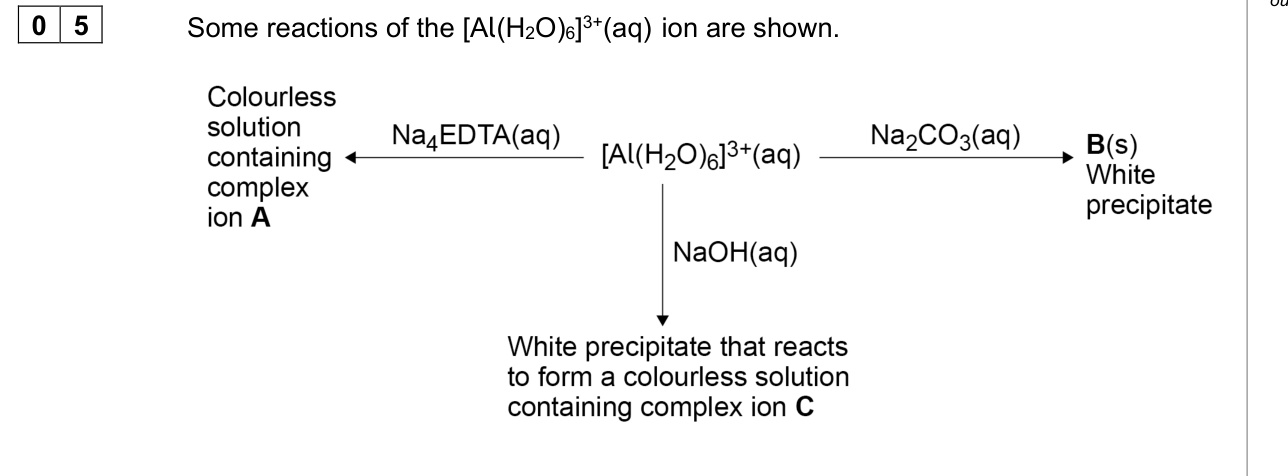 0 5
Some reactions of the [Al(H₂O)₆]³⁺(aq) ion are shown.
Colourless
solution
containing
complex
ion A
Na₄EDTA(aq)
[Al(H₂O)₆]³⁺(aq)
Na₂CO₃(aq)
B(s)
White
precipitate
NaOH(aq)
White precipitate that reacts
to form a colourless solution
containing complex ion C